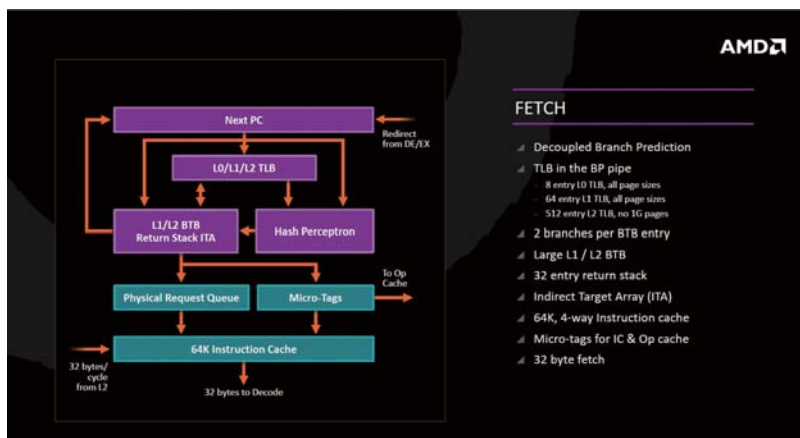 AMD
Next PC
Redirect
from DE/EX
L0/L1/L2 TLB
L1/L2 BTB
Return Stack ITA
Hash Perceptron
To Op
Cache
Physical Request Queue
Micro-Tags
64K Instruction Cache
32 bytes/
cycle
from L2
32 bytes to Decode
FETCH
Decoupled Branch Prediction
TLB in the BP pipe
– 8 entry L0 TLB, all page sizes
– 64 entry L1 TLB, all page sizes
– 512 entry L2 TLB, no 1G pages
2 branches per BTB entry
Large L1 / L2 BTB
32 entry return stack
Indirect Target Array (ITA)
64K, 4-way Instruction cache
Micro-tags for IC & Op cache
32 byte fetch